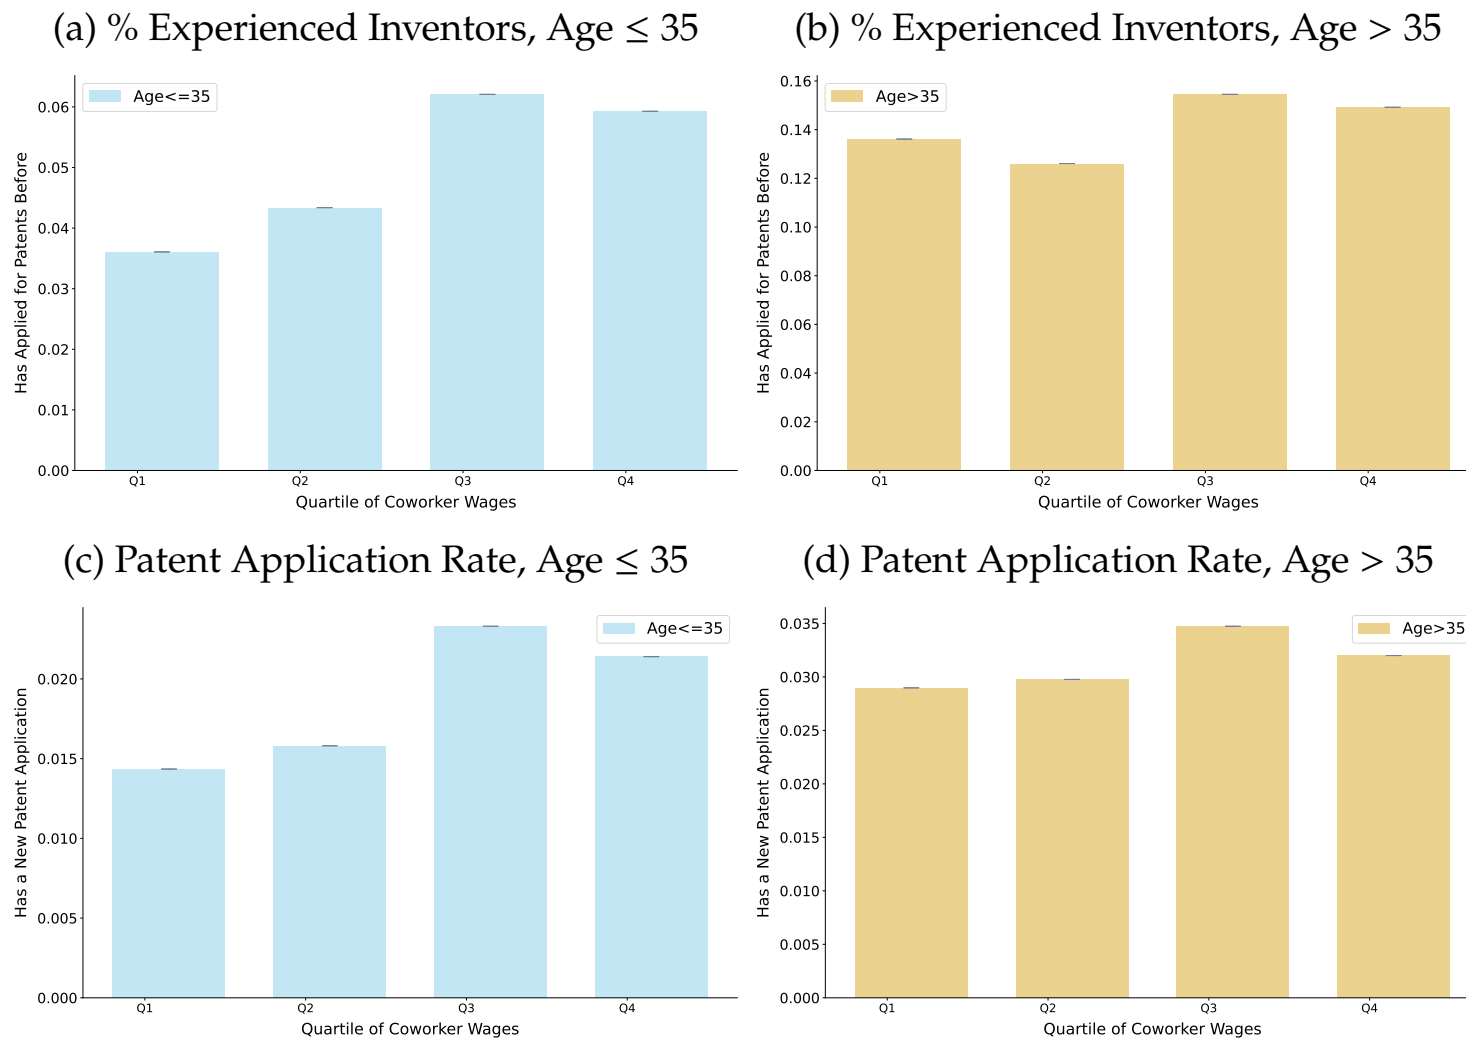 (a) % Experienced Inventors, Age ≤ 35
Age<=35
Has Applied for Patents Before
0.06
0.05
0.04
0.03
0.02
0.01
0.00
Q1 Q2 Q3 Q4
Quartile of Coworker Wages
(b) % Experienced Inventors, Age > 35
Age>35
Has Applied for Patents Before
0.16
0.14
0.12
0.10
0.08
0.06
0.04
0.02
0.00
Q1 Q2 Q3 Q4
Quartile of Coworker Wages
(c) Patent Application Rate, Age ≤ 35
Age<=35
Has a New Patent Application
0.020
0.015
0.010
0.005
0.000
Q1 Q2 Q3 Q4
Quartile of Coworker Wages
(d) Patent Application Rate, Age > 35
Age>35
Has a New Patent Application
0.035
0.030
0.025
0.020
0.015
0.010
0.005
0.000
Q1 Q2 Q3 Q4
Quartile of Coworker Wages